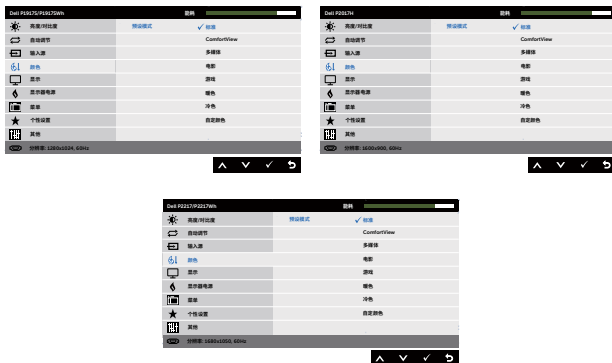 Dell P1917S/P1917SWh 能耗
亮度/对比度 预设模式 ✓ 标准
自动调节 ComfortView
输入源 多媒体
颜色 电影
显示 游戏
显示器电源 暖色
菜单 冷色
个性设置 自定颜色
其他
分辨率: 1280x1024, 60Hz
Dell P2017H 能耗
亮度/对比度 预设模式 ✓ 标准
自动调节 ComfortView
输入源 多媒体
颜色 电影
显示 游戏
显示器电源 暖色
菜单 冷色
个性设置 自定颜色
其他
分辨率: 1600x900, 60Hz
Dell P2217/P2217Wh 能耗
亮度/对比度 预设模式 ✓ 标准
自动调节 ComfortView
输入源 多媒体
颜色 电影
显示 游戏
显示器电源 暖色
菜单 冷色
个性设置 自定颜色
其他
分辨率: 1680x1050, 60Hz